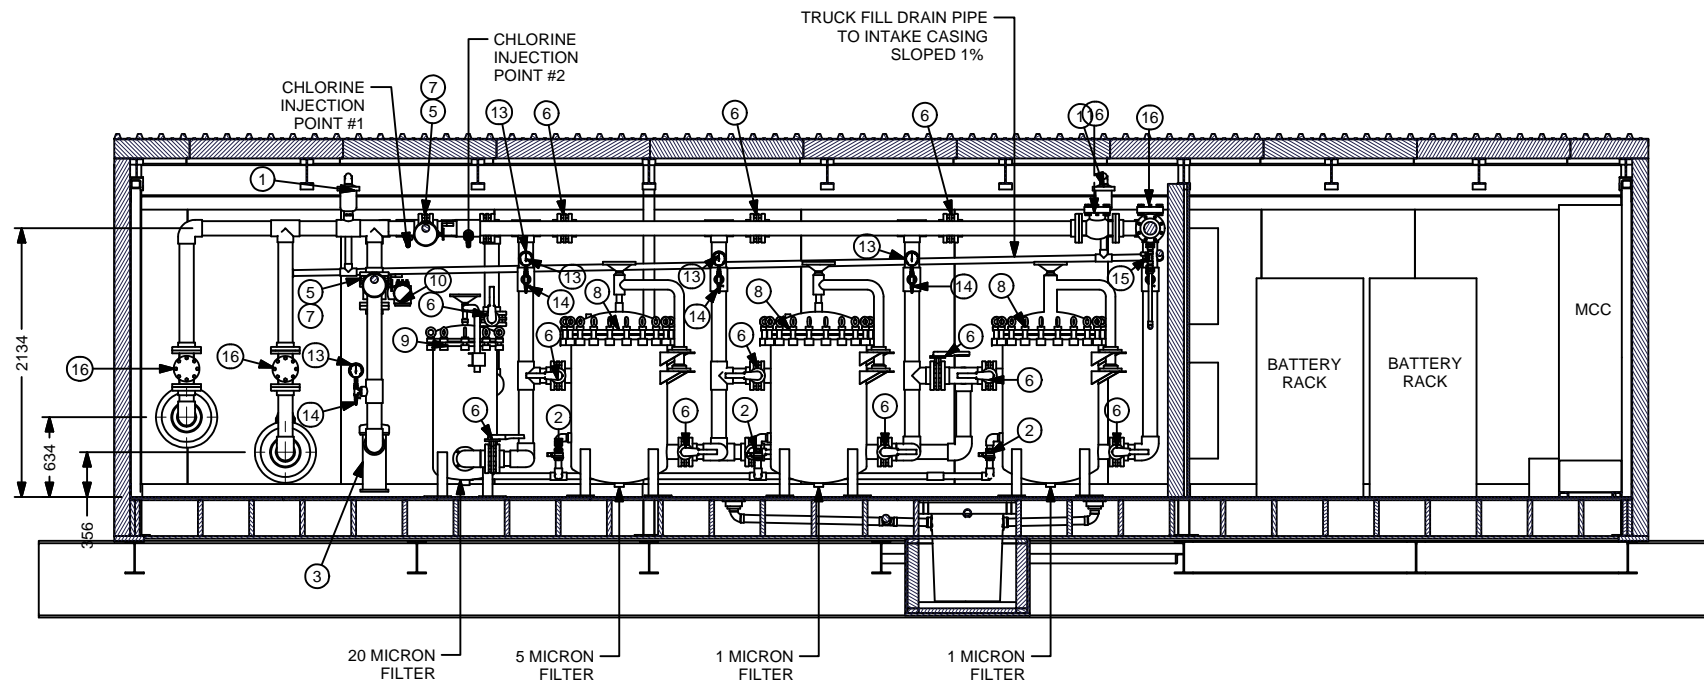 TRUCK FILL DRAIN PIPE
TO INTAKE CASING
SLOPED 1%
CHLORINE
INJECTION
POINT #2
CHLORINE
INJECTION
POINT #1
7
5
13
6
6
6
16
16
1
13
13
13
15
5
7
10
6
14
8
14
8
14
8
9
16
16
13
14
6
6
6
6
6
2
6
2
6
2
6
3
2134
634
356
MCC
BATTERY
RACK
BATTERY
RACK
20 MICRON
FILTER
5 MICRON
FILTER
1 MICRON
FILTER
1 MICRON
FILTER